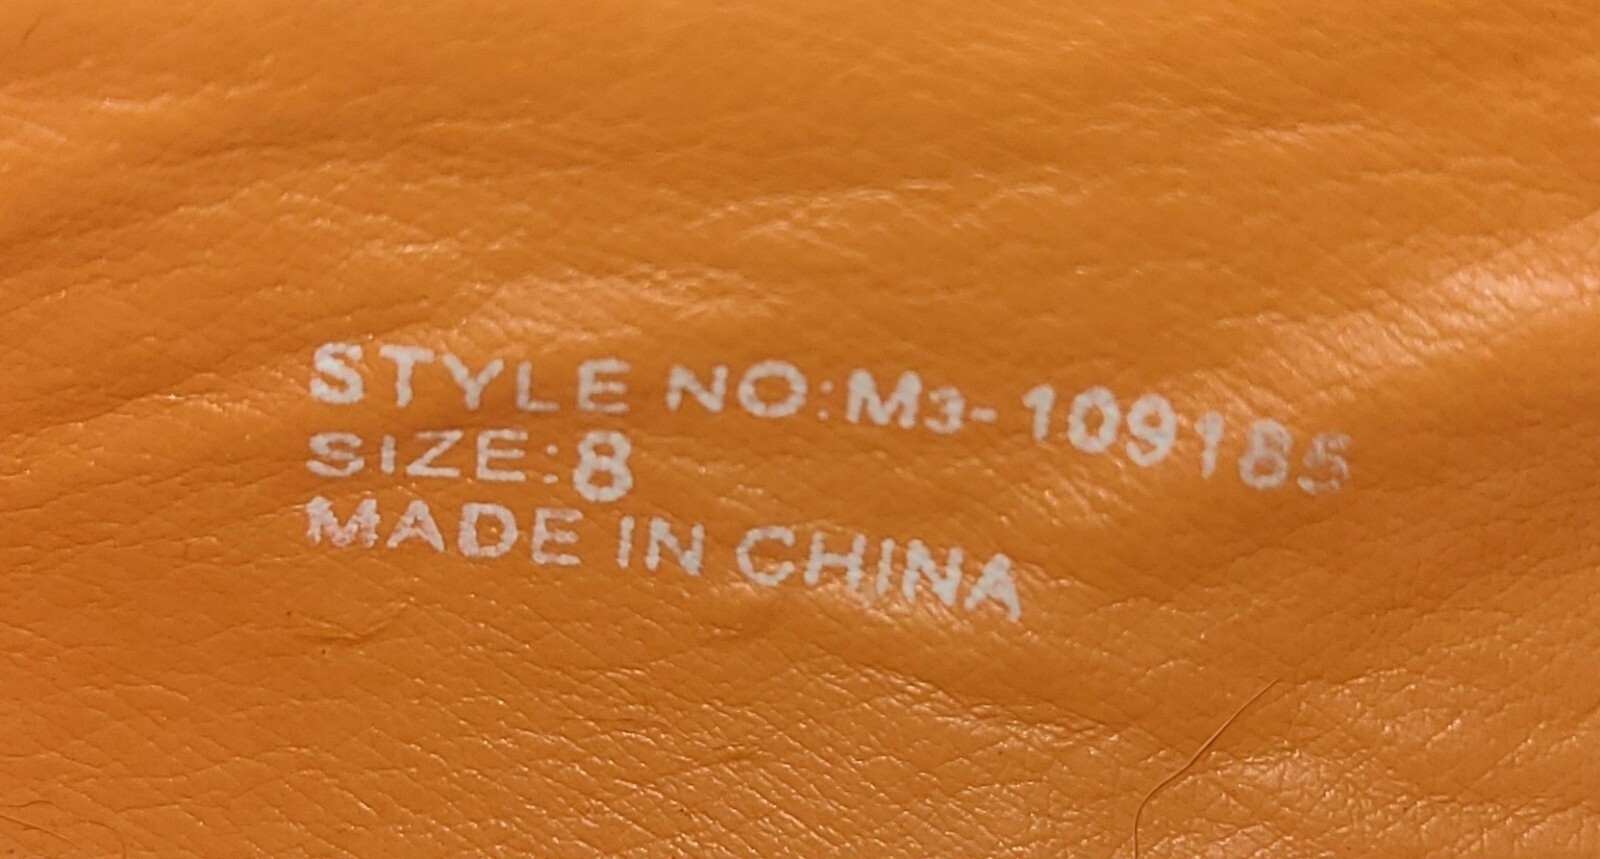 STYLE NO:M3-109185
SIZE:8
MADE IN CHINA